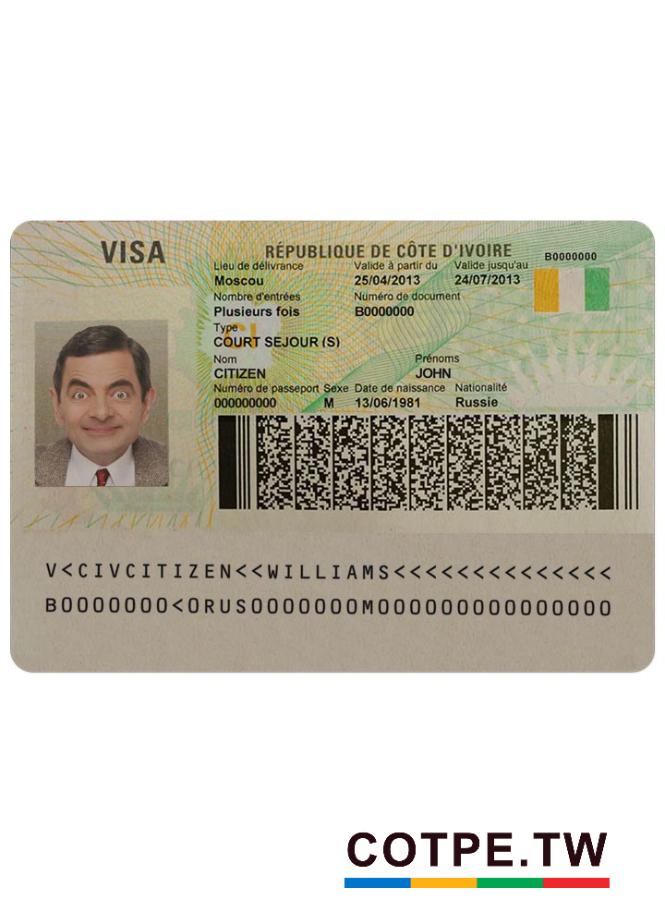 VISA
RÉPUBLIQUE DE CÔTE D'IVOIRE
B0000000
Lieu de délivrance Valide à partir du Valide jusqu'au
Moscou 25/04/2013 24/07/2013
Nombre d'entrées Numéro de document
Plusieurs fois B0000000
Type
COURT SEJOUR (S)
Nom Prénoms
CITIZEN JOHN
Numéro de passeport Sexe Date de naissance Nationalité
000000000 M 13/06/1981 Russie
V<CIVCITIZEN<<WILLIAMS<<<<<<<<<<<<<<
B0000000<0RUS0000000M000000000000000
COTPE.TW